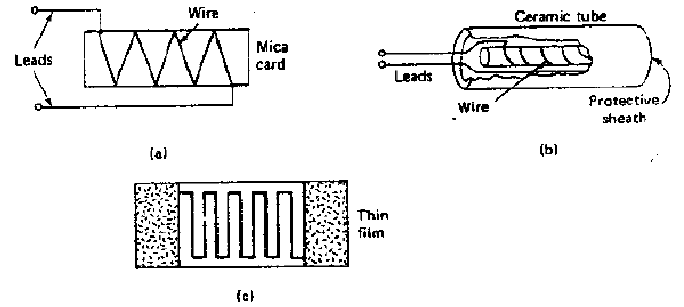 Wire
Leads
Mica
card
(a)
Ceramic tube
Leads
Wire
Protective
sheath
(b)
Thin
film
(c)